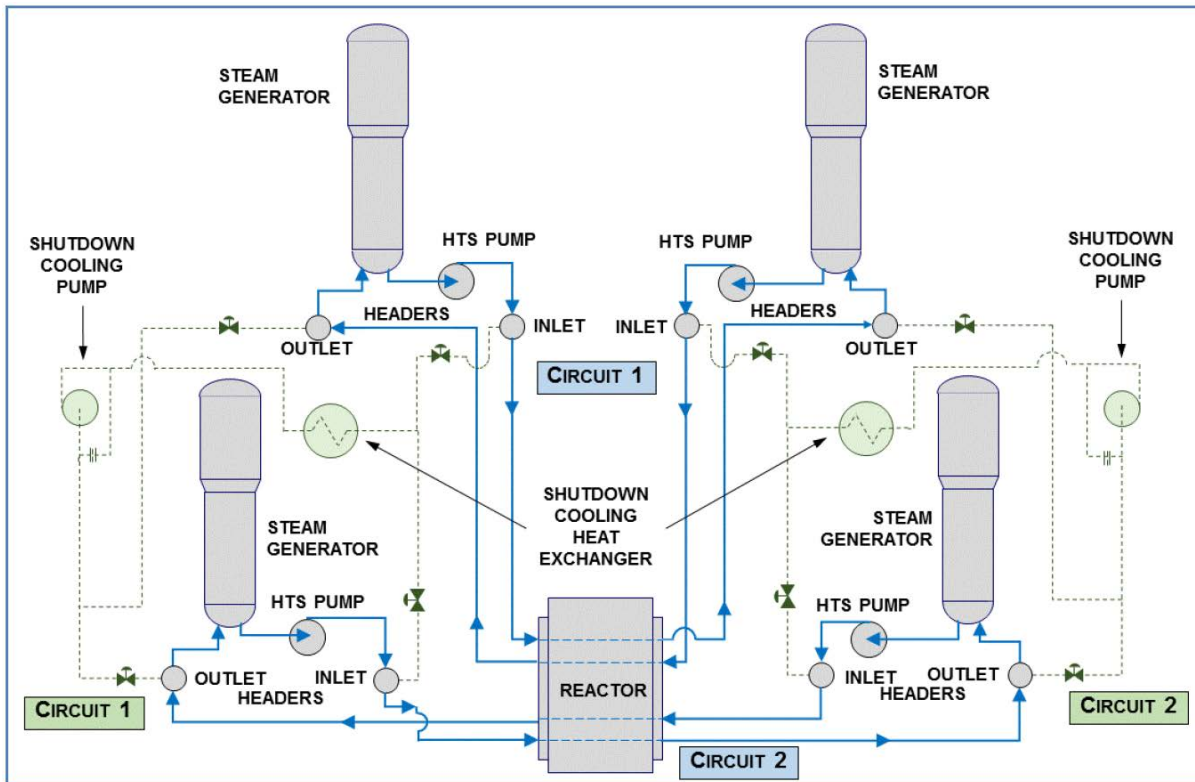 STEAM
GENERATOR
STEAM
GENERATOR
SHUTDOWN
COOLING
PUMP
HTS PUMP
HTS PUMP
SHUTDOWN
COOLING
PUMP
HEADERS
INLET
INLET
HEADERS
OUTLET
OUTLET
CIRCUIT 1
SHUTDOWN
COOLING
HEAT
EXCHANGER
STEAM
GENERATOR
STEAM
GENERATOR
HTS PUMP
HTS PUMP
OUTLET
HEADERS
INLET
REACTOR
INLET
HEADERS
OUTLET
CIRCUIT 1
CIRCUIT 2
CIRCUIT 2